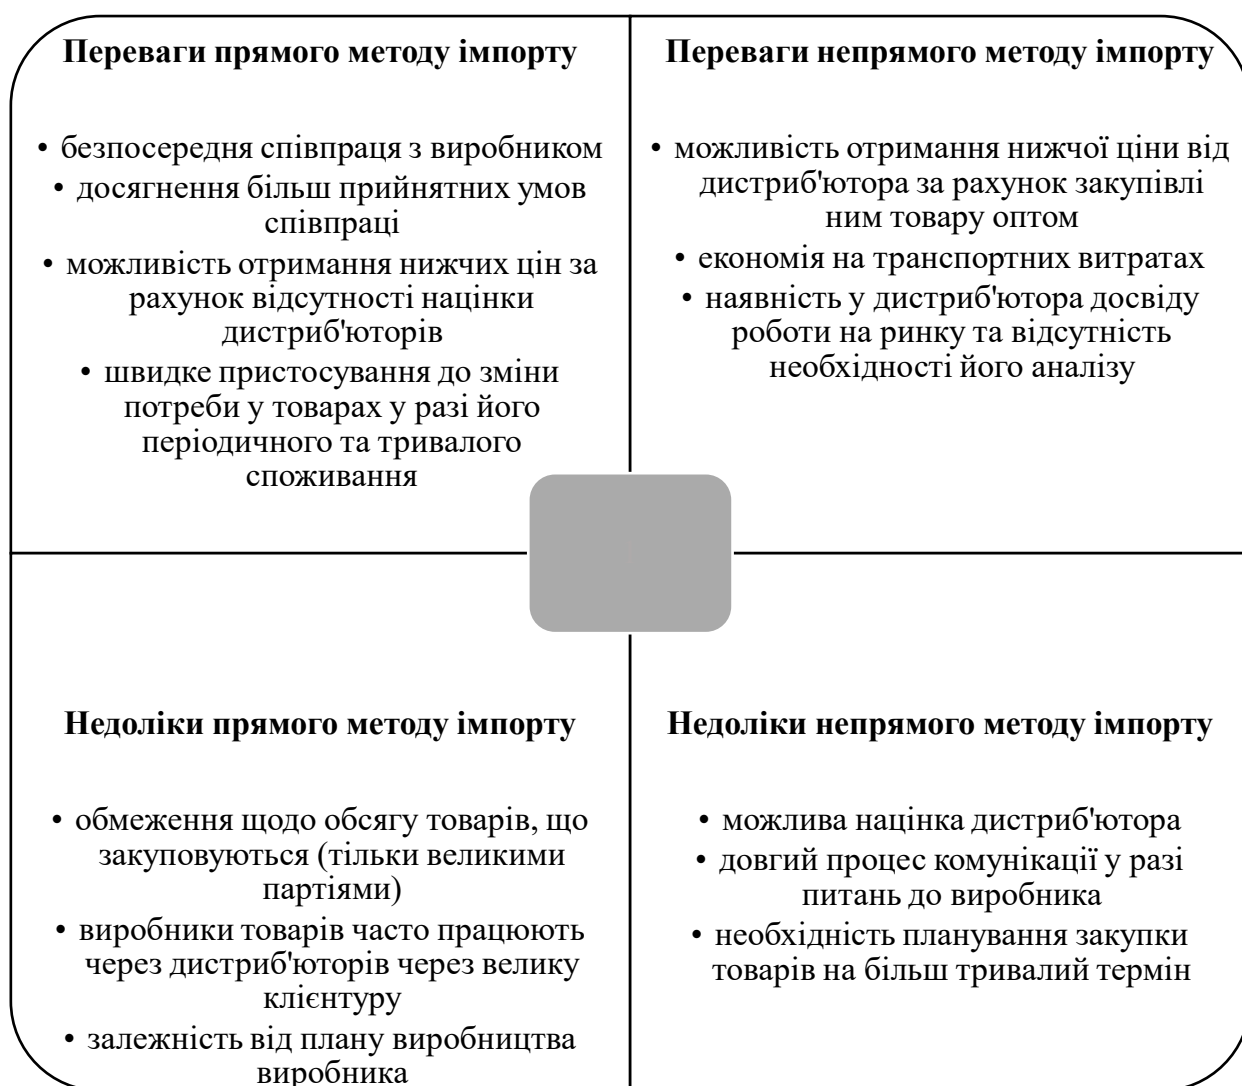 Переваги прямого методу імпорту
• безпосередня співпраця з виробником
• досягнення більш прийнятних умов
співпраці
• можливість отримання нижчих цін за
рахунок відсутності націнки
дистриб'юторів
• швидке пристосування до зміни
потреби у товарах у разі його
періодичного та тривалого
споживання
Переваги непрямого методу імпорту
• можливість отримання нижчої ціни від
дистриб'ютора за рахунок закупівлі
ним товару оптом
• економія на транспортних витратах
• наявність у дистриб'ютора досвіду
роботи на ринку та відсутність
необхідності його аналізу
Недоліки прямого методу імпорту
• обмеження щодо обсягу товарів, що
закуповуються (тільки великими
партіями)
• виробники товарів часто працюють
через дистриб'юторів через велику
клієнтуру
• залежність від плану виробництва
виробника
Недоліки непрямого методу імпорту
• можлива націнка дистриб'ютора
• довгий процес комунікації у разі
питань до виробника
• необхідність планування закупки
товарів на більш тривалий термін